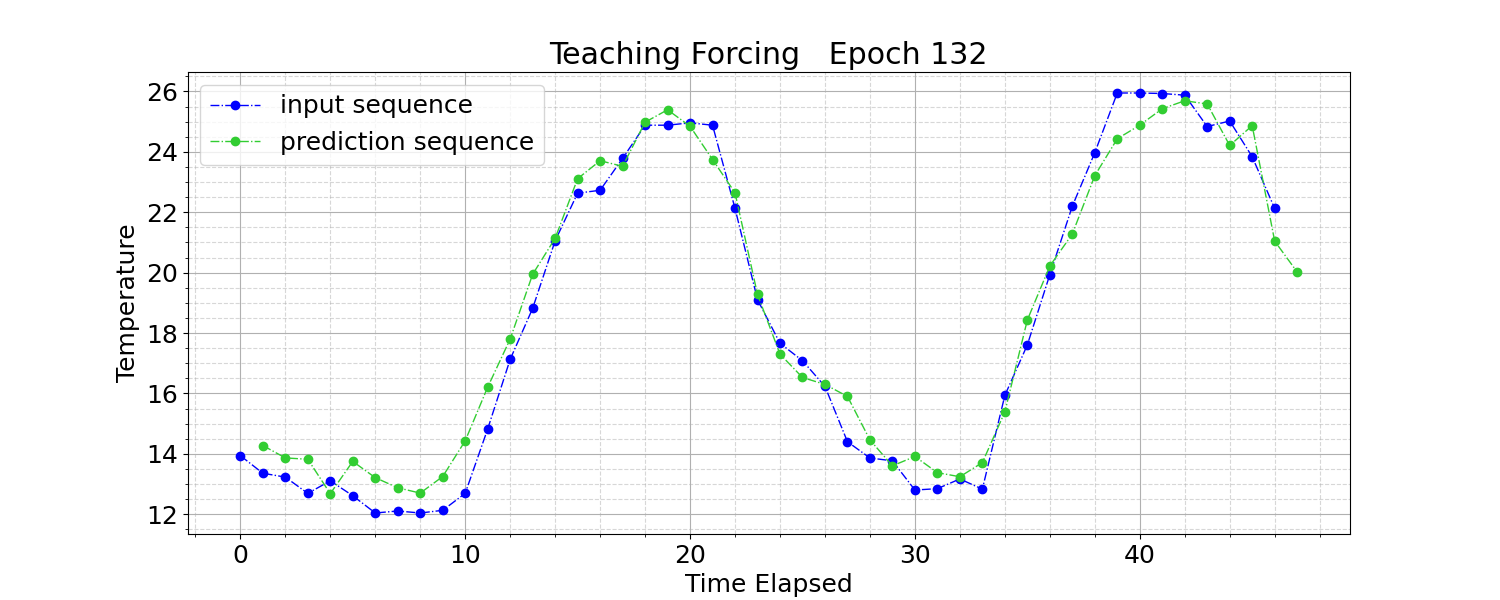 Teaching Forcing   Epoch 132
input sequence
prediction sequence
Temperature
26
24
22
20
18
16
14
12
0 10 20 30 40
Time Elapsed